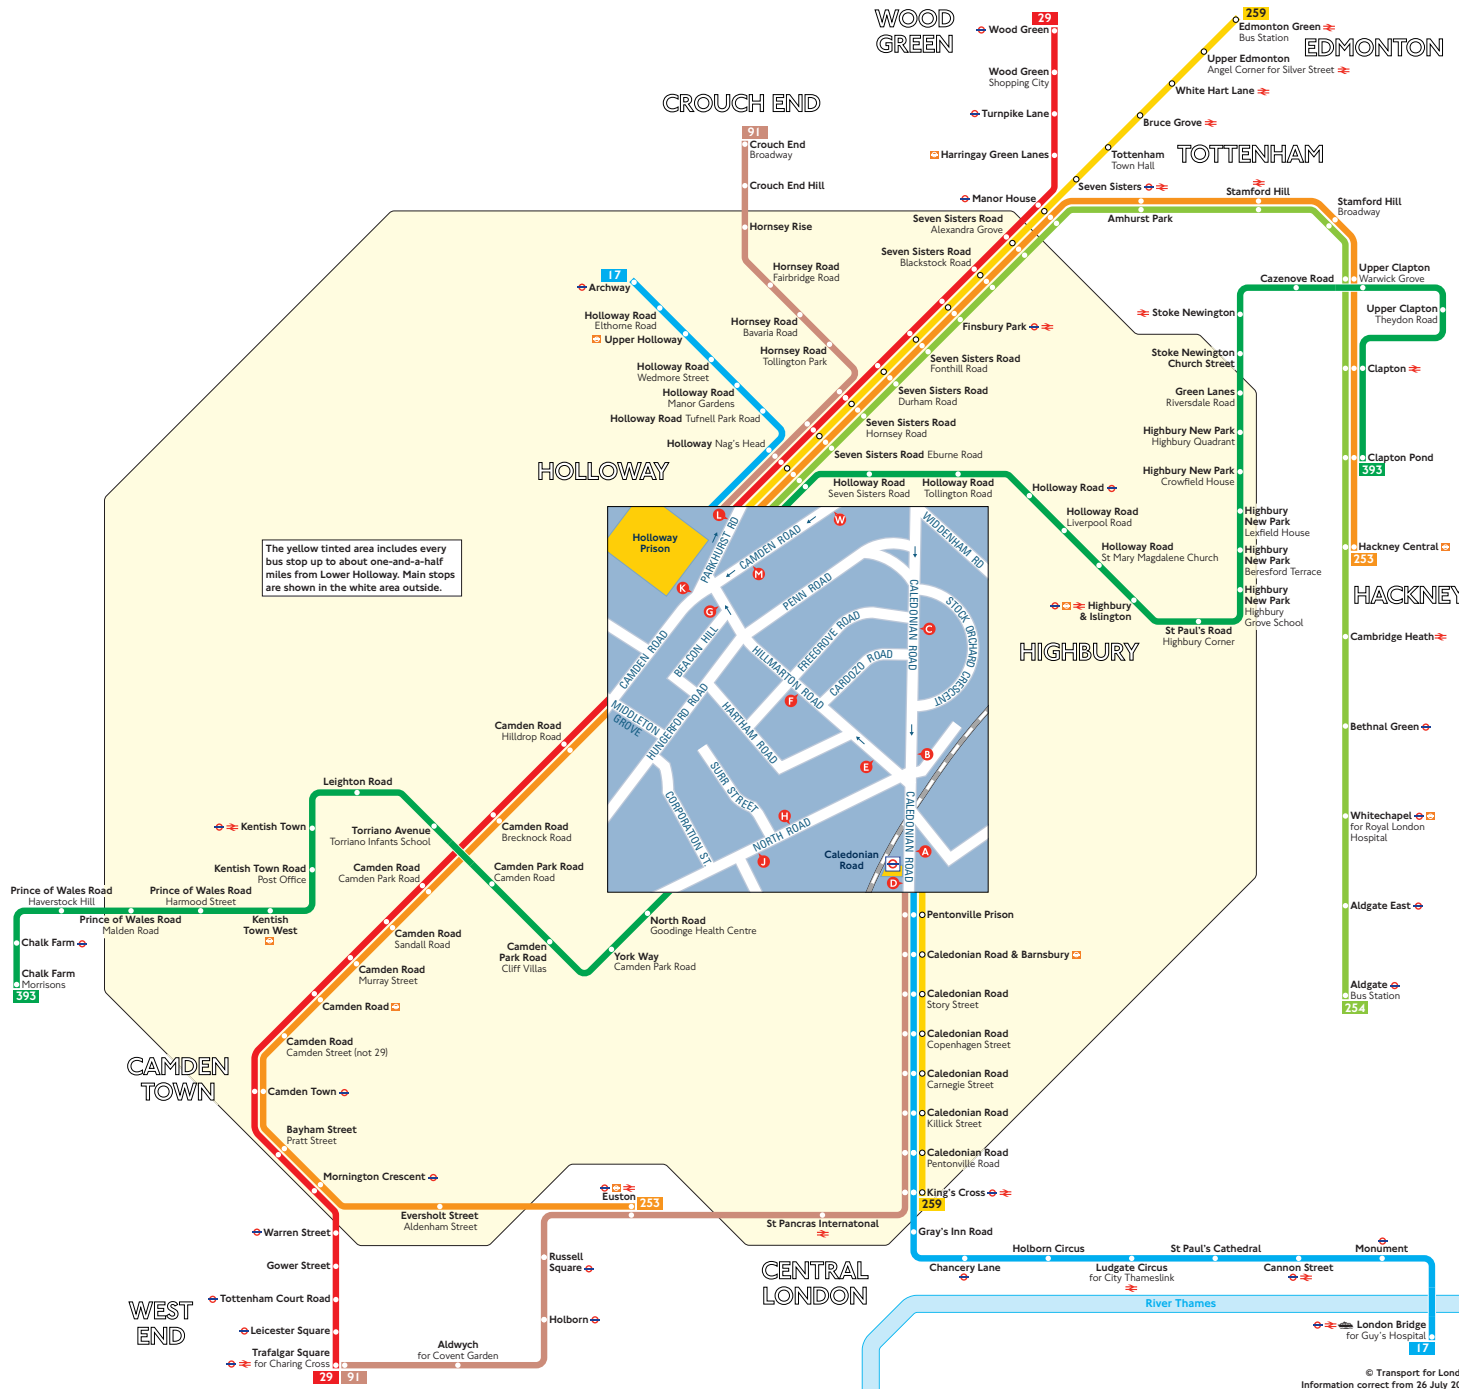 WOOD
GREEN
29
Wood Green
Wood Green
Shopping City
Turnpike Lane
Harringay Green Lanes
Manor House
259
Edmonton Green
Bus Station
EDMONTON
Upper Edmonton
Angel Corner for Silver Street
White Hart Lane
Bruce Grove
Tottenham
Town Hall
TOTTENHAM
Seven Sisters
CROUCH END
91
Crouch End
Broadway
Crouch End Hill
Hornsey Rise
Hornsey Road
Fairbridge Road
Hornsey Road
Bavaria Road
Hornsey Road
Tollington Park
Seven Sisters Road
Alexandra Grove
Seven Sisters Road
Blackstock Road
Finsbury Park
Seven Sisters Road
Fonthill Road
Seven Sisters Road
Durham Road
Seven Sisters Road
Hornsey Road
Seven Sisters Road Eburne Road
Stamford Hill
Amhurst Park
Stamford Hill
Broadway
Upper Clapton
Warwick Grove
Cazenove Road
Upper Clapton
Theydon Road
Clapton
Clapton Pond
393
Stoke Newington
Stoke Newington
Church Street
Green Lanes
Riversdale Road
Highbury New Park
Highbury Quadrant
Highbury New Park
Crowfield House
Highbury
New Park
Lexfield House
Highbury
New Park
Beresford Terrace
Highbury
New Park
Highbury
Grove School
St Paul's Road
Highbury Corner
Highbury
& Islington
HIGHBURY
Holloway Road
St Mary Magdalene Church
Holloway Road
Liverpool Road
Holloway Road
Holloway Road
Tollington Road
Holloway Road
Seven Sisters Road
17
Archway
Holloway Road
Elthorne Road
Upper Holloway
Holloway Road
Wedmore Street
Holloway Road
Manor Gardens
Holloway Road Tufnell Park Road
Holloway Nag's Head
HOLLOWAY
The yellow tinted area includes every
bus stop up to about one-and-a-half
miles from Lower Holloway. Main stops
are shown in the white area outside.
Holloway
Prison
L
W
M
K
G
C
F
B
E
H
J
A
D
PARKHURST RD
CAMDEN ROAD
WIDDENHAM RD
PENN ROAD
CALEDONIAN ROAD
STOCK ORCHARD
CRESCENT
FREEGROVE ROAD
CARDOZO ROAD
BEACON HILL
HILLMARTON ROAD
CAMDEN ROAD
MIDDLETON
GROVE
HUNGERFORD ROAD
HARTHAM ROAD
SURR STREET
CORPORATION ST.
NORTH ROAD
CALEDONIAN ROAD
Caledonian
Road
Hackney Central
253
HACKNEY
Cambridge Heath
Bethnal Green
Whitechapel
for Royal London
Hospital
Aldgate East
Aldgate
Bus Station
254
Camden Road
Hilldrop Road
Camden Road
Brecknock Road
Camden Road
Camden Park Road
Camden Road
Sandall Road
Camden Road
Murray Street
Camden Road
Camden Road
Camden Street (not 29)
CAMDEN
TOWN
Camden Town
Bayham Street
Pratt Street
Mornington Crescent
Eversholt Street
Aldenham Street
Euston
253
Leighton Road
Kentish Town
Torriano Avenue
Torriano Infants School
Kentish Town Road
Post Office
Camden Park Road
Camden Road
Prince of Wales Road
Haverstock Hill
Prince of Wales Road
Harmood Street
Prince of Wales Road
Malden Road
Kentish
Town West
Chalk Farm
Chalk Farm
Morrisons
393
Camden
Park Road
Cliff Villas
York Way
Camden Park Road
North Road
Goodinge Health Centre
Pentonville Prison
Caledonian Road & Barnsbury
Caledonian Road
Story Street
Caledonian Road
Copenhagen Street
Caledonian Road
Carnegie Street
Caledonian Road
Killick Street
Caledonian Road
Pentonville Road
King's Cross
259
St Pancras Internatonal
Gray's Inn Road
Chancery Lane
Holborn Circus
Ludgate Circus
for City Thameslink
St Paul's Cathedral
Cannon Street
Monument
River Thames
London Bridge
for Guy's Hospital
17
CENTRAL
LONDON
Russell
Square
Holborn
Aldwych
for Covent Garden
Warren Street
Gower Street
Tottenham Court Road
Leicester Square
Trafalgar Square
for Charing Cross
29
91
WEST
END
© Transport for Lond
Information correct from 26 July 20